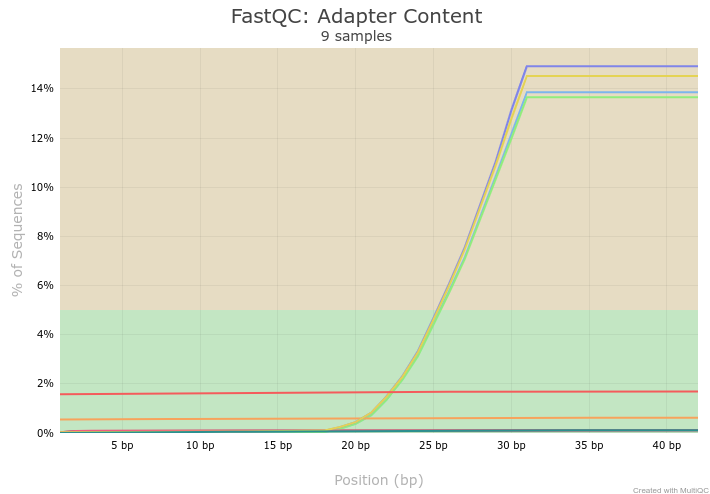 FastQC: Adapter Content
9 samples
14%
12%
10%
8%
6%
4%
2%
0%
% of Sequences
5 bp 10 bp 15 bp 20 bp 25 bp 30 bp 35 bp 40 bp
Position (bp)
Created with MultiQC